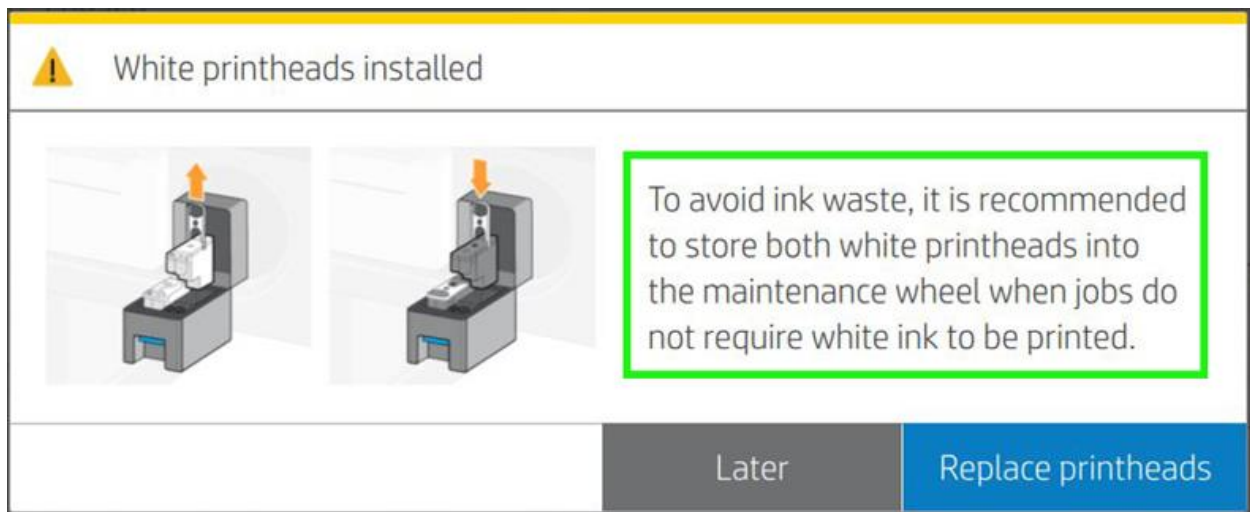 White printheads installed
To avoid ink waste, it is recommended
to store both white printheads into
the maintenance wheel when jobs do
not require white ink to be printed.
Later
Replace printheads